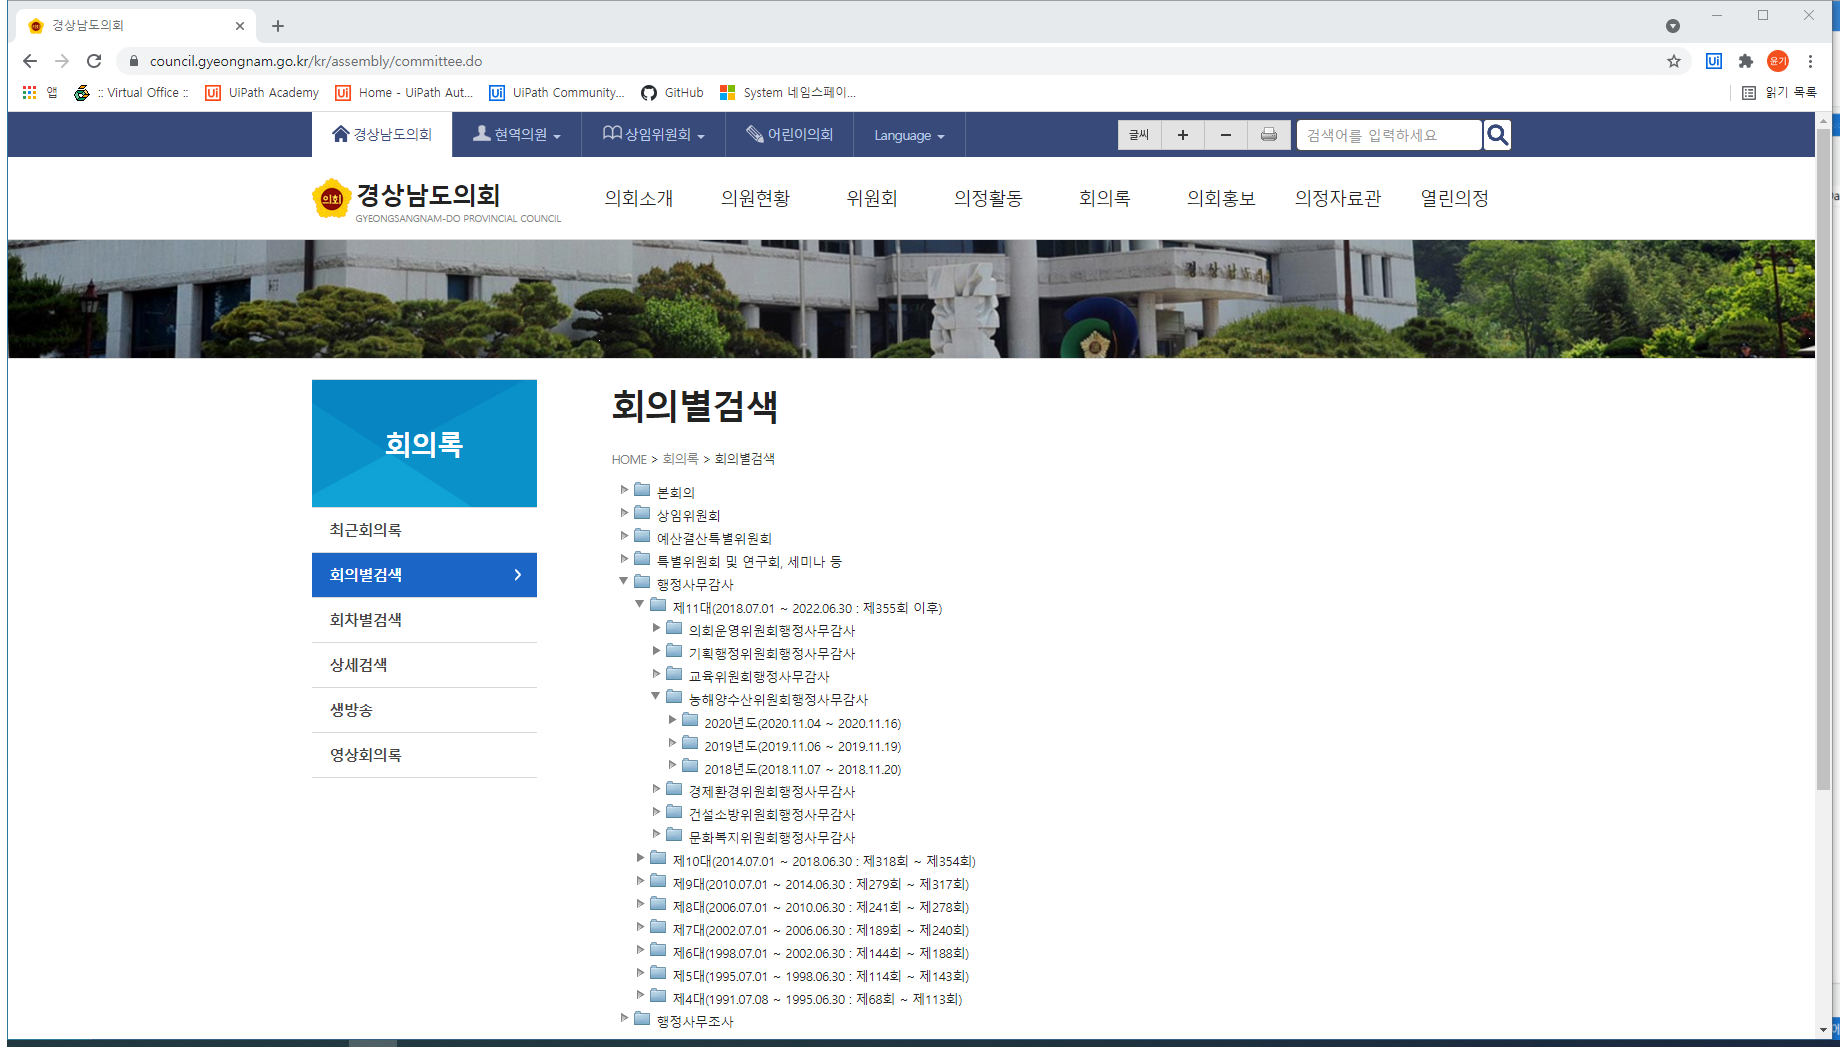 경상남도의회
council.gyeongnam.go.kr/kr/assembly/committee.do
윤기
앱 :: Virtual Office :: UiPath Academy Home - UiPath Aut... UiPath Community... GitHub System 네임스페이... 읽기 목록
경상남도의회 현역의원 상임위원회 어린이의회 Language 글씨 + − 검색어를 입력하세요
의회 경상남도의회
GYEONGSANGNAM-DO PROVINCIAL COUNCIL
의회소개 의원현황 위원회 의정활동 회의록 의회홍보 의정자료관 열린의정
회의록
최근회의록
회의별검색
회차별검색
상세검색
생방송
영상회의록
회의별검색
HOME > 회의록 > 회의별검색
본회의
상임위원회
예산결산특별위원회
특별위원회 및 연구회, 세미나 등
행정사무감사
제11대(2018.07.01 ~ 2022.06.30 : 제355회 이후)
의회운영위원회행정사무감사
기획행정위원회행정사무감사
교육위원회행정사무감사
농해양수산위원회행정사무감사
2020년도(2020.11.04 ~ 2020.11.16)
2019년도(2019.11.06 ~ 2019.11.19)
2018년도(2018.11.07 ~ 2018.11.20)
경제환경위원회행정사무감사
건설소방위원회행정사무감사
문화복지위원회행정사무감사
제10대(2014.07.01 ~ 2018.06.30 : 제318회 ~ 제354회)
제9대(2010.07.01 ~ 2014.06.30 : 제279회 ~ 제317회)
제8대(2006.07.01 ~ 2010.06.30 : 제241회 ~ 제278회)
제7대(2002.07.01 ~ 2006.06.30 : 제189회 ~ 제240회)
제6대(1998.07.01 ~ 2002.06.30 : 제144회 ~ 제188회)
제5대(1995.07.01 ~ 1998.06.30 : 제114회 ~ 제143회)
제4대(1991.07.08 ~ 1995.06.30 : 제68회 ~ 제113회)
행정사무조사